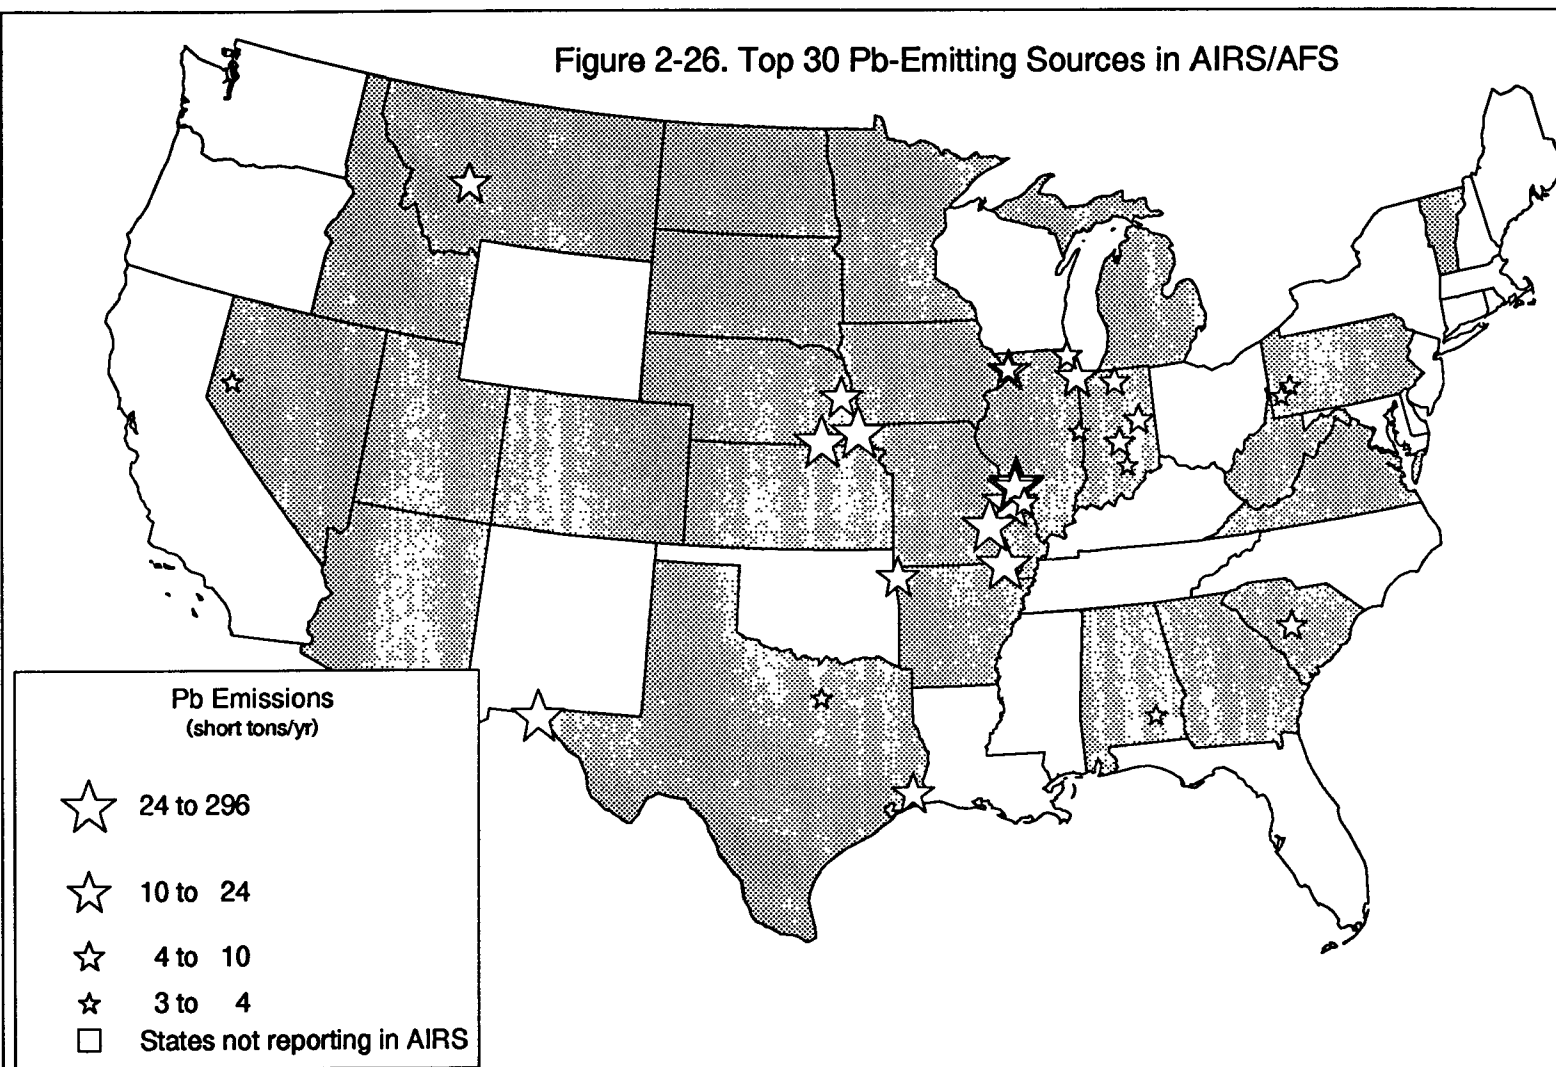 Figure 2-26. Top 30 Pb-Emitting Sources in AIRS/AFS
Pb Emissions
(short tons/yr)
24 to 296
10 to 24
4 to 10
3 to 4
States not reporting in AIRS